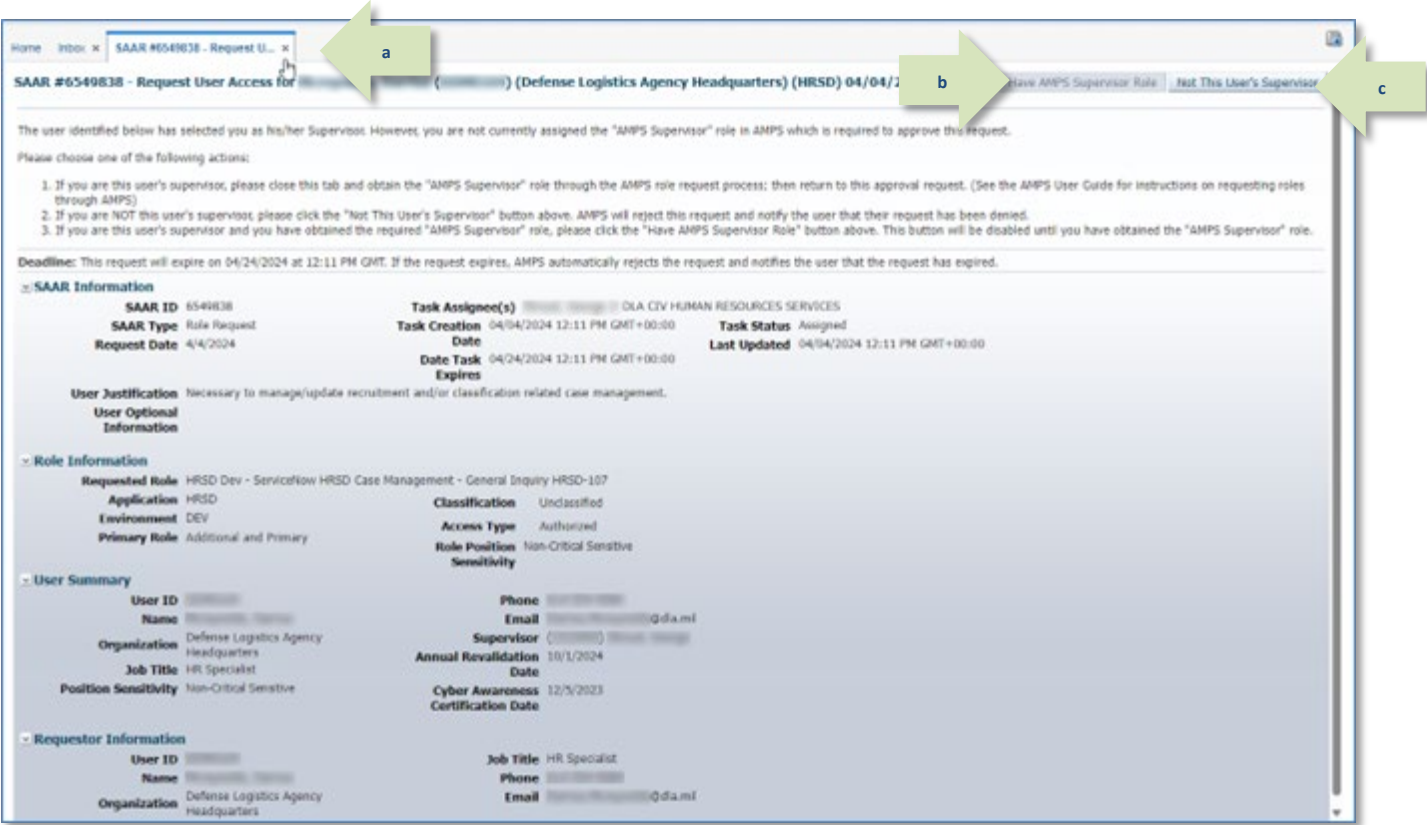 a
b
c
Home Inbox × SAAR #6549838 - Request U... ×
SAAR #6549838 - Request User Access for ( ) (Defense Logistics Agency Headquarters) (HRSD) 04/04/2
Have AMPS Supervisor Role Not This User's Supervisor
The user identified below has selected you as his/her Supervisor. However, you are not currently assigned the "AMPS Supervisor" role in AMPS which is required to approve this request.
Please choose one of the following actions:
1. If you are this user's supervisor, please close this tab and obtain the "AMPS Supervisor" role through the AMPS role request process; then return to this approval request. (See the AMPS User Guide for instructions on requesting roles
through AMPS)
2. If you are NOT this user's supervisor, please click the "Not This User's Supervisor" button above. AMPS will reject this request and notify the user that their request has been denied.
3. If you are this user's supervisor and you have obtained the required "AMPS Supervisor" role, please click the "Have AMPS Supervisor Role" button above. This button will be disabled until you have obtained the "AMPS Supervisor" role.
Deadline: This request will expire on 04/24/2024 at 12:11 PM GMT. If the request expires, AMPS automatically rejects the request and notifies the user that the request has expired.
SAAR Information
SAAR ID 6549838 Task Assignee(s) DLA CIV HUMAN RESOURCES SERVICES
SAAR Type Role Request Task Creation 04/04/2024 12:11 PM GMT+00:00 Task Status Assigned
Request Date 4/4/2024 Date Last Updated 04/04/2024 12:11 PM GMT+00:00
Date Task 04/24/2024 12:11 PM GMT+00:00
Expires
User Justification Necessary to manage/update recruitment and/or classification related case management.
User Optional
Information
Role Information
Requested Role HRSD Dev - ServiceNow HRSD Case Management - General Inquiry HRSD-107
Application HRSD Classification Unclassified
Environment DEV Access Type Authorized
Primary Role Additional and Primary Role Position Non-Critical Sensitive
Sensitivity
User Summary
User ID Phone
Name Email @dla.mil
Organization Defense Logistics Agency Supervisor ( )
Headquarters Annual Revalidation 10/1/2024
Job Title HR Specialist Date
Position Sensitivity Non-Critical Sensitive Cyber Awareness 12/5/2023
Certification Date
Requestor Information
User ID Job Title HR Specialist
Name Phone
Organization Defense Logistics Agency Email @dla.mil
Headquarters